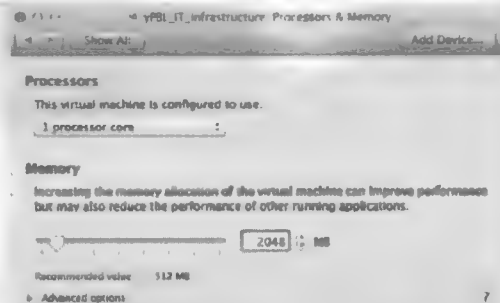 yPBL_IT_infrastructure: Processors & Memory
Show All
Add Device...
Processors
This virtual machine is configured to use:
1 processor core
Memory
Increasing the memory allocation of the virtual machine can improve performance
but may also reduce the performance of other running applications.
2048 MB
Recommended value 512 MB
Advanced options
?